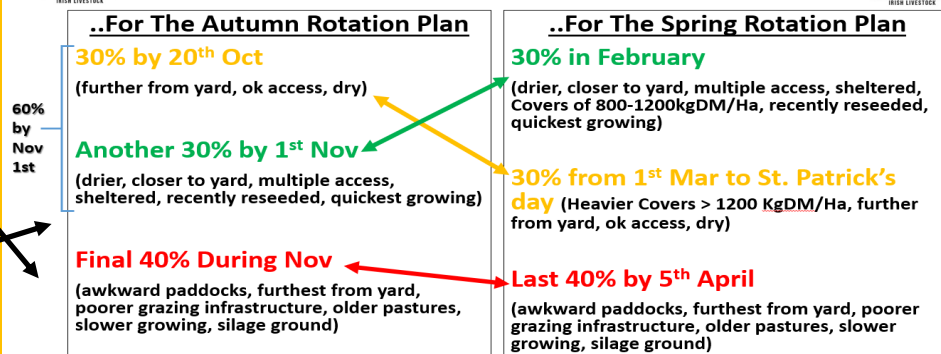 IRISH LIVESTOCK
IRISH LIVESTOCK
..For The Autumn Rotation Plan
30% by 20th Oct
(further from yard, ok access, dry)
60%
by
Nov
1st
Another 30% by 1st Nov
(drier, closer to yard, multiple access,
sheltered, recently reseeded, quickest growing)
Final 40% During Nov
(awkward paddocks, furthest from yard,
poorer grazing infrastructure, older pastures,
slower growing, silage ground)
..For The Spring Rotation Plan
30% in February
(drier, closer to yard, multiple access, sheltered,
Covers of 800-1200kgDM/Ha, recently reseeded,
quickest growing)
30% from 1st Mar to St. Patrick’s
day (Heavier Covers > 1200 KgDM/Ha, further
from yard, ok access, dry)
Last 40% by 5th April
(awkward paddocks, furthest from yard, poorer
grazing infrastructure, older pastures, slower
growing, silage ground)